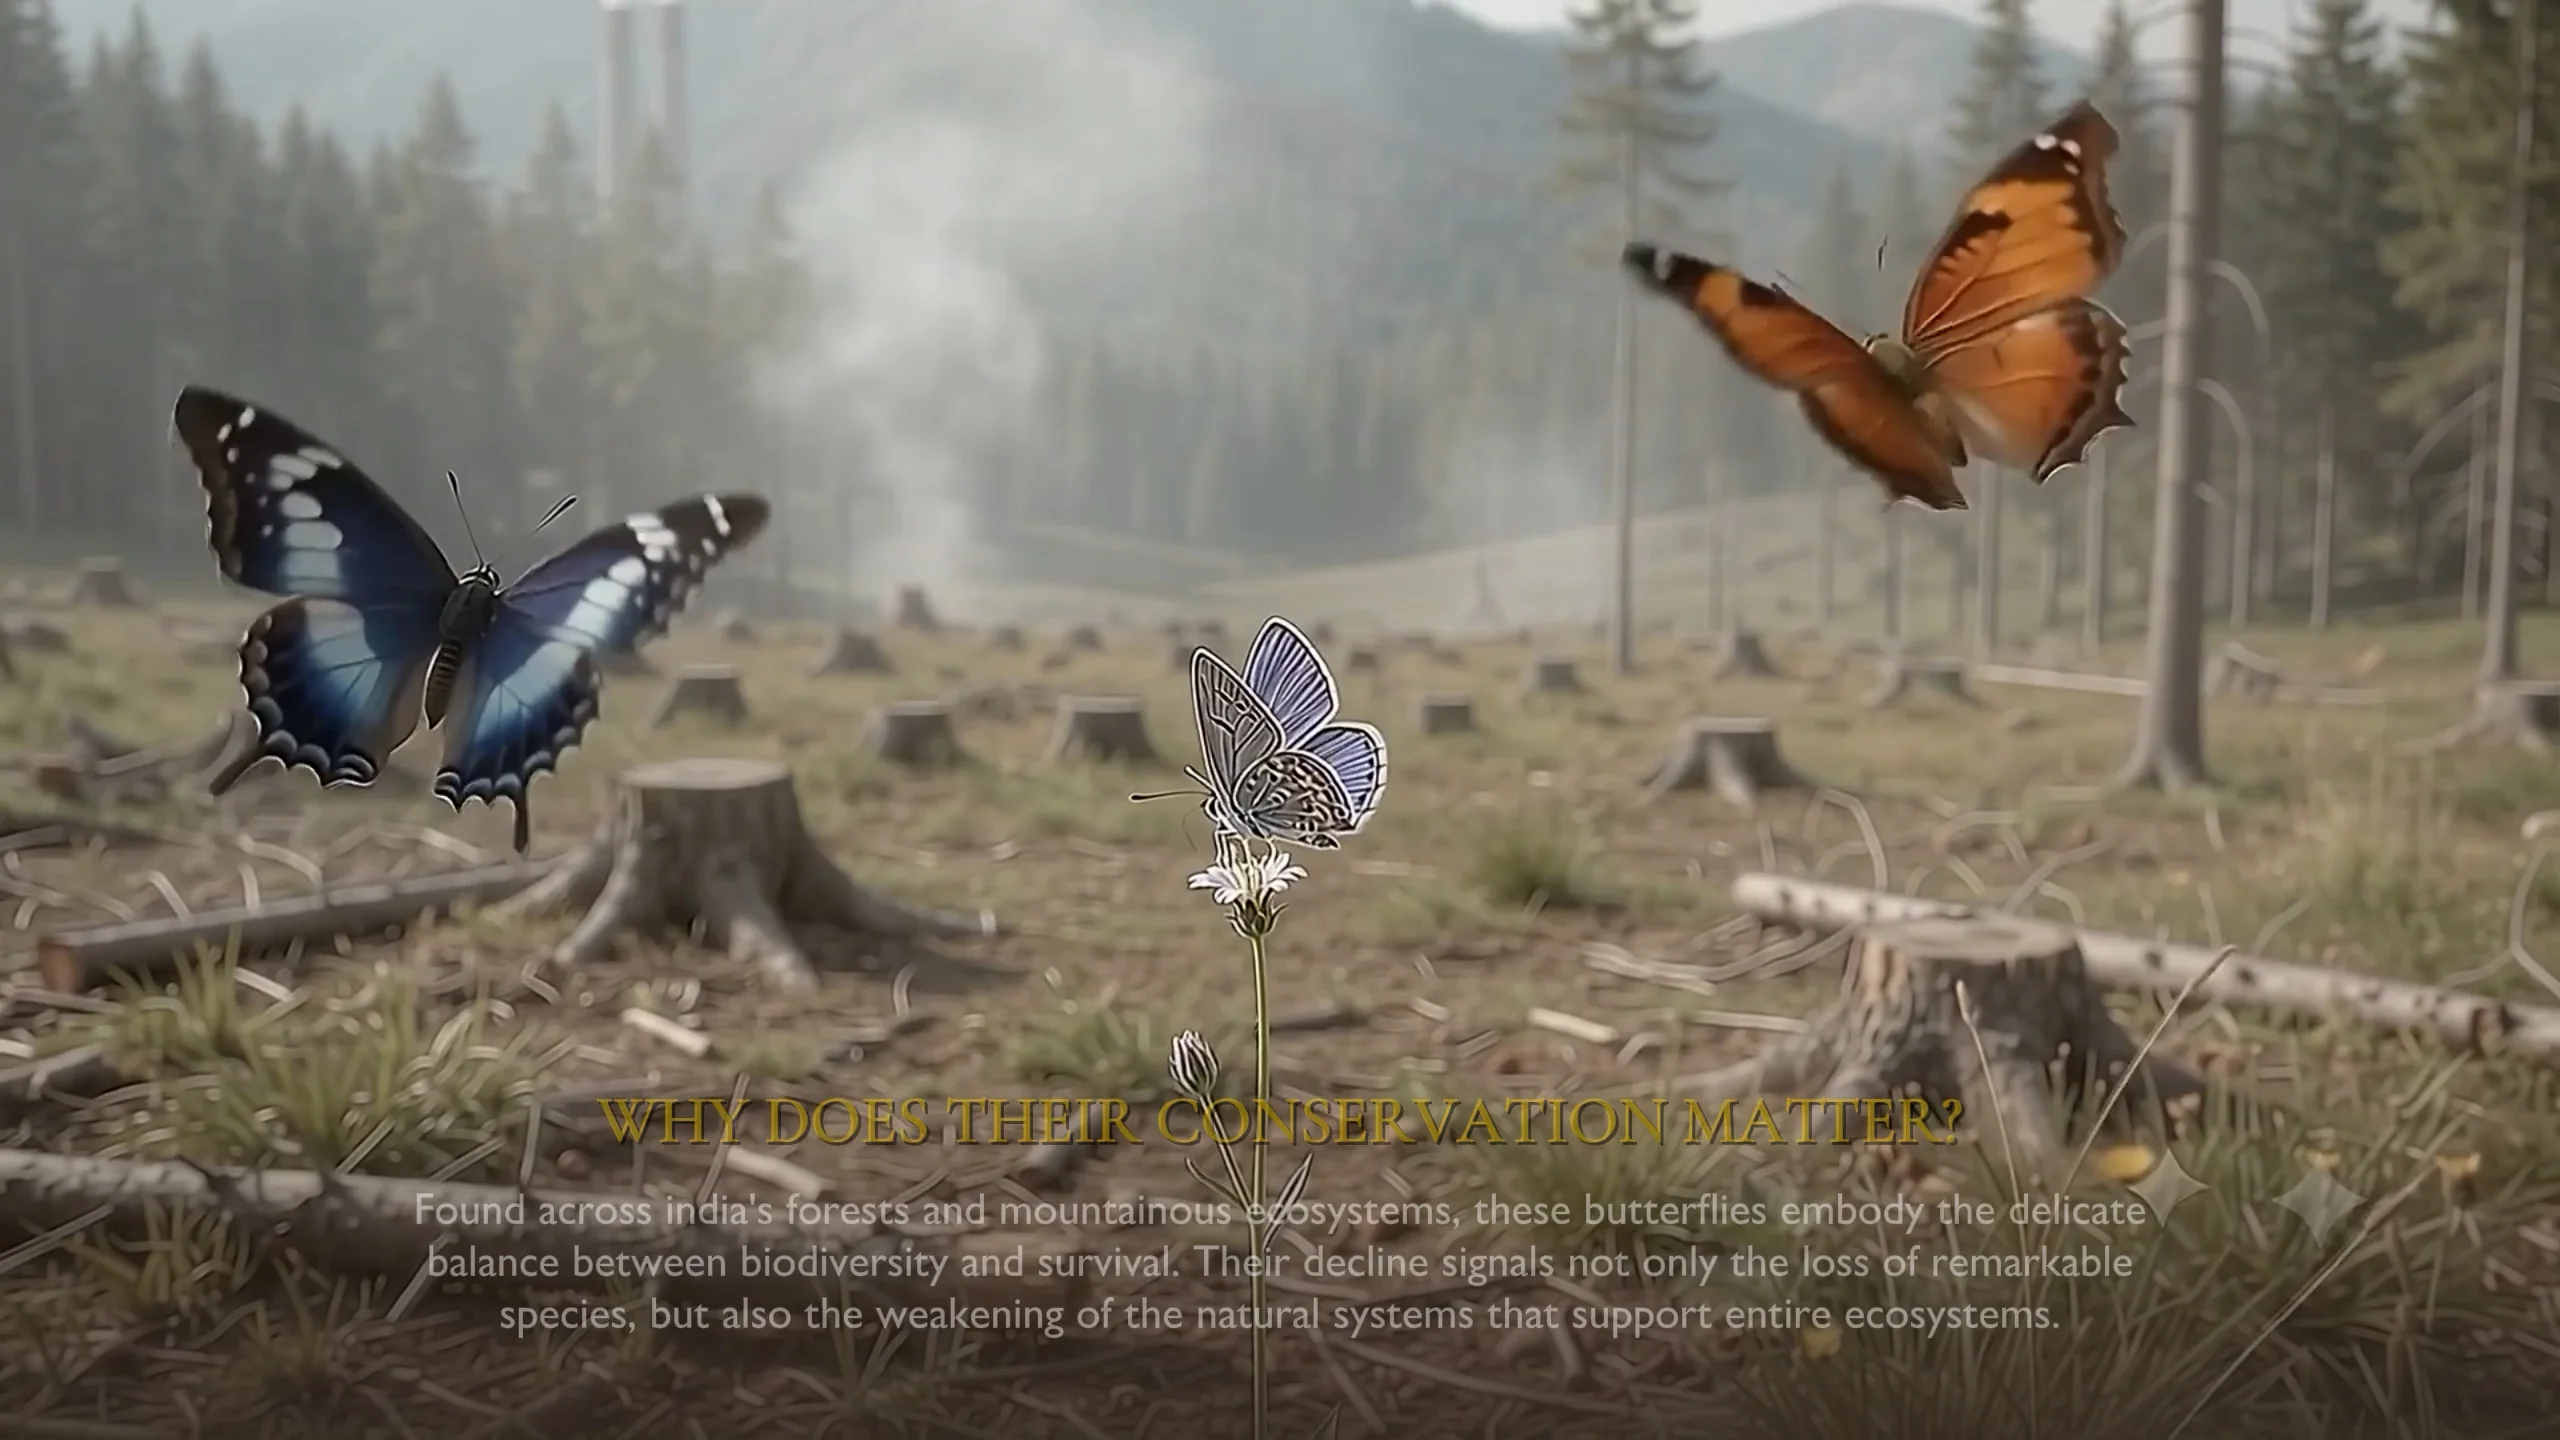 WHY DOES THEIR CONSERVATION MATTER?
Found across india's forests and mountainous ecosystems, these butterflies embody the delicate
balance between biodiversity and survival. Their decline signals not only the loss of remarkable
species, but also the weakening of the natural systems that support entire ecosystems.